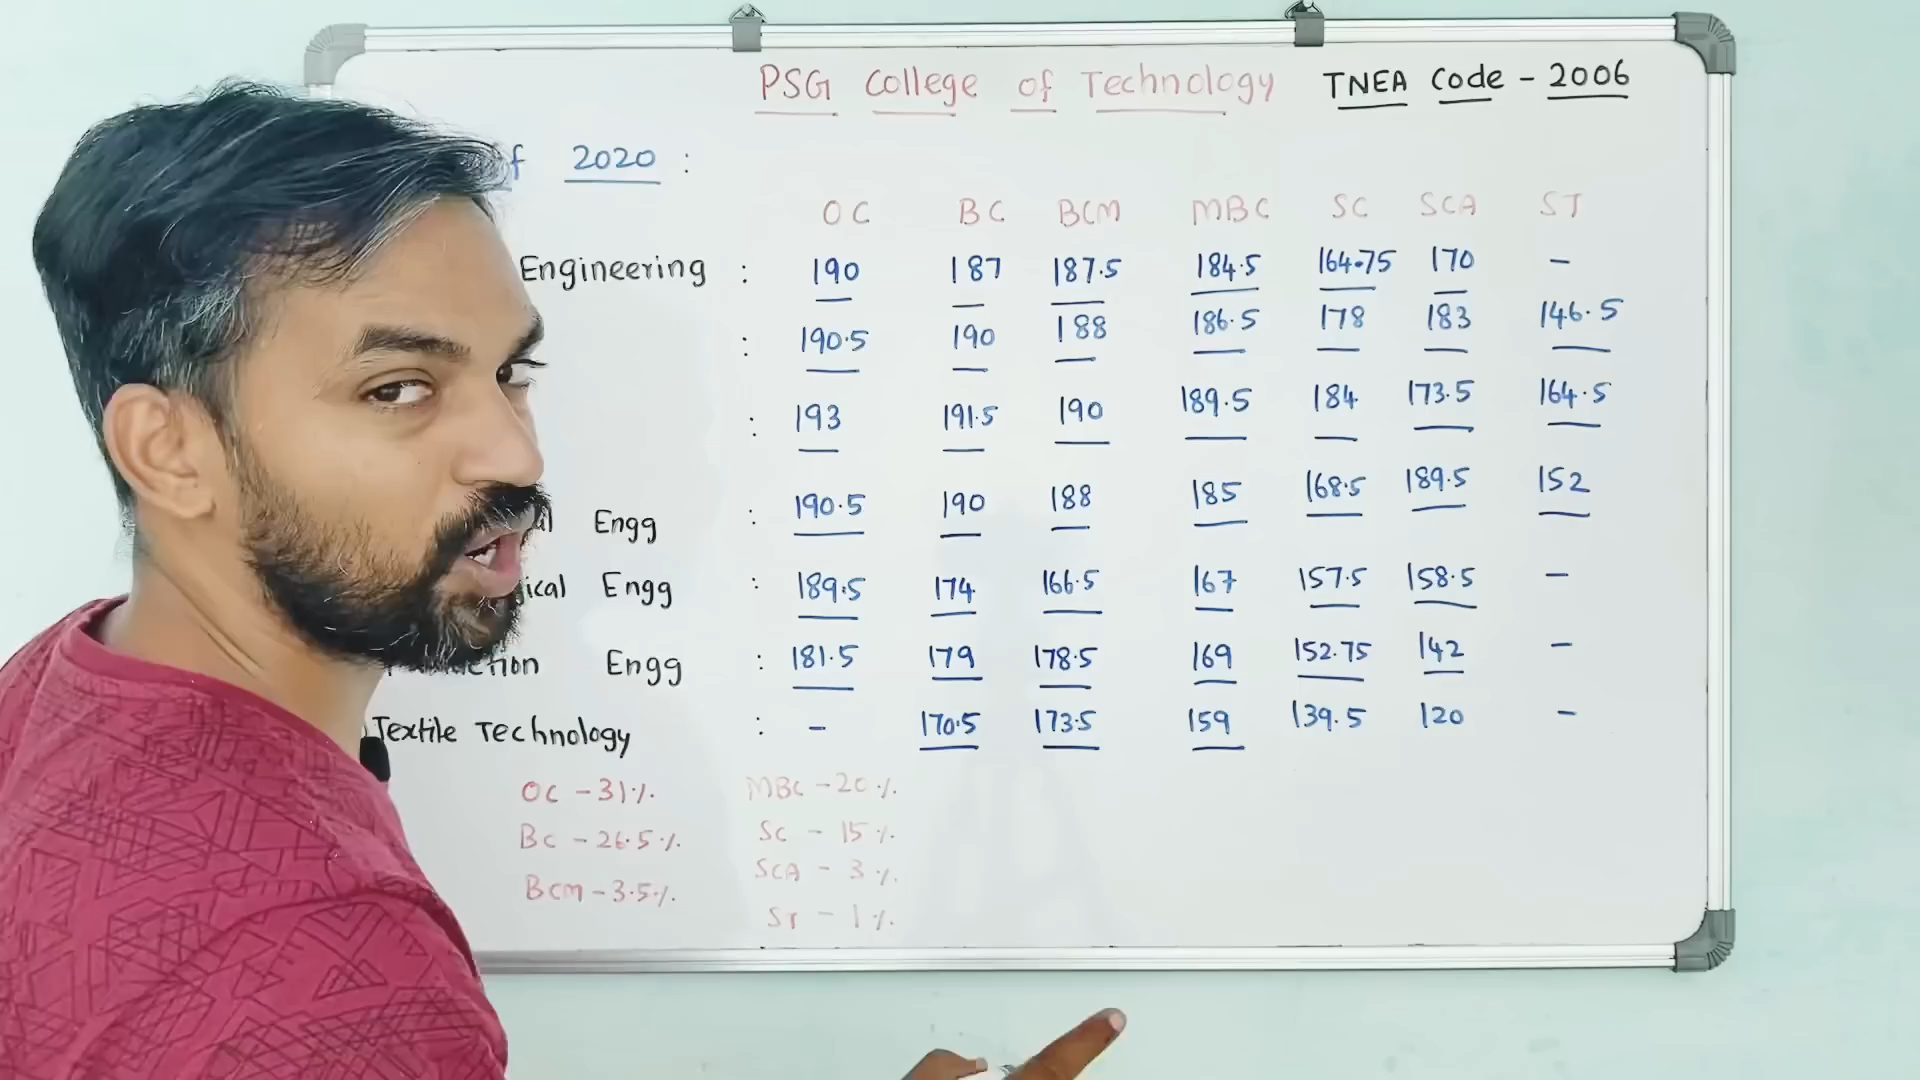 PSG College of Technology TNEA Code - 2006
2020 :
OC BC BCM MBC SC SCA ST
Engineering : 190 187 187.5 184.5 164.75 170 -
: 190.5 190 188 186.5 178 183 146.5
: 193 191.5 190 189.5 184 173.5 164.5
Engg : 190.5 190 188 185 168.5 189.5 152
Engg : 189.5 174 166.5 167 157.5 158.5 -
Engg : 181.5 179 178.5 169 152.75 142 -
Textile Technology : - 170.5 173.5 159 139.5 120 -
OC - 31% MBC - 20%
BC - 26.5% SC - 15%
SCA - 3%
BCM - 3.5%
ST - 1%